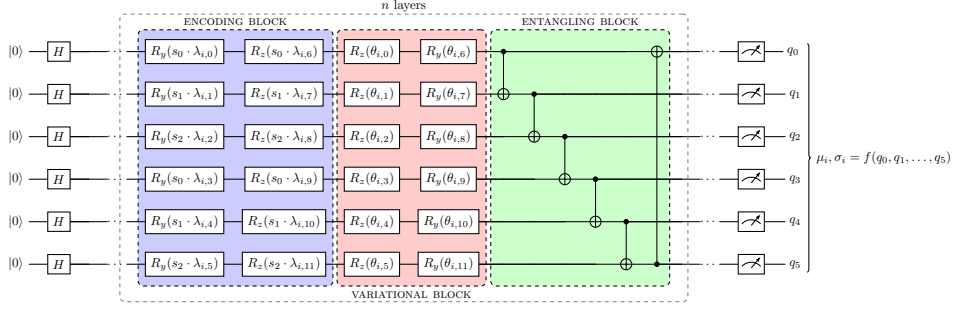 n layers
ENCODING BLOCK ENTANGLING BLOCK
|0⟩ H ··· R_y(s_0 · λ_{i,0}) R_z(s_0 · λ_{i,6}) R_z(θ_{i,0}) R_y(θ_{i,6}) ··· q_0
|0⟩ H ··· R_y(s_1 · λ_{i,1}) R_z(s_1 · λ_{i,7}) R_z(θ_{i,1}) R_y(θ_{i,7}) ··· q_1
|0⟩ H ··· R_y(s_2 · λ_{i,2}) R_z(s_2 · λ_{i,8}) R_z(θ_{i,2}) R_y(θ_{i,8}) ··· q_2
μ_i, σ_i = f(q_0, q_1, . . . , q_5)
|0⟩ H ··· R_y(s_0 · λ_{i,3}) R_z(s_0 · λ_{i,9}) R_z(θ_{i,3}) R_y(θ_{i,9}) ··· q_3
|0⟩ H ··· R_y(s_1 · λ_{i,4}) R_z(s_1 · λ_{i,10}) R_z(θ_{i,4}) R_y(θ_{i,10}) ··· q_4
|0⟩ H ··· R_y(s_2 · λ_{i,5}) R_z(s_2 · λ_{i,11}) R_z(θ_{i,5}) R_y(θ_{i,11}) ··· q_5
VARIATIONAL BLOCK